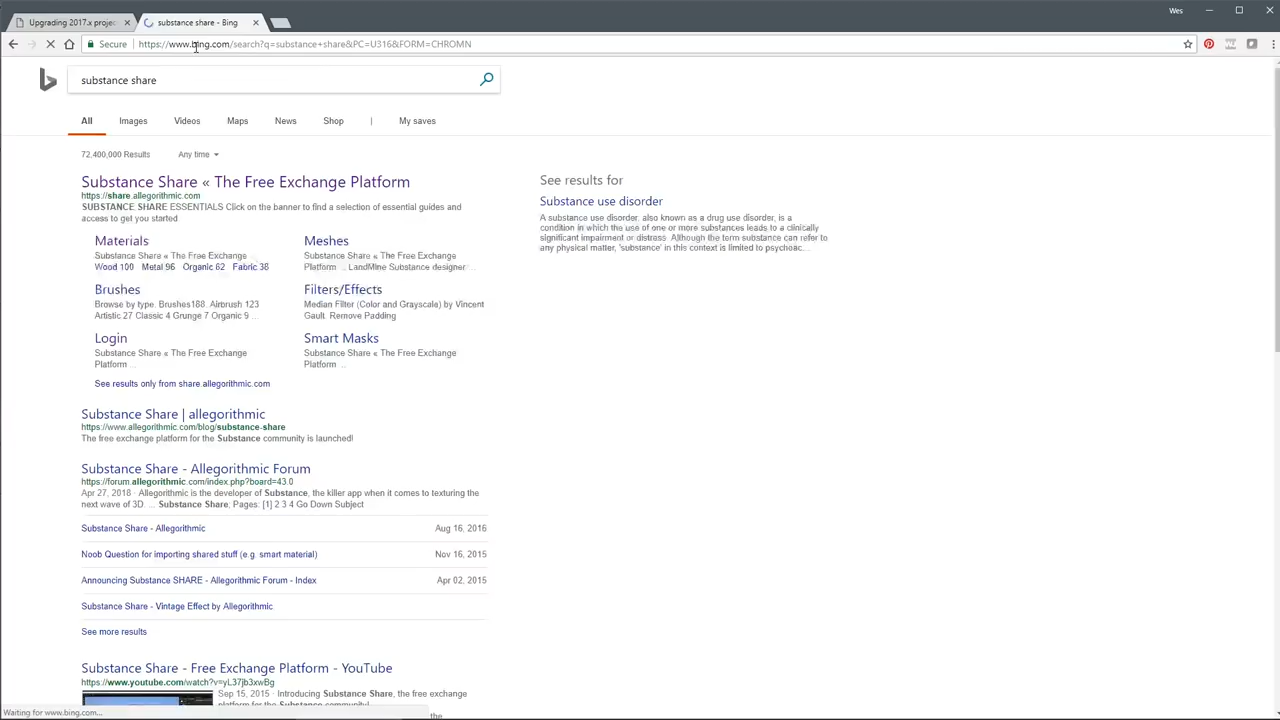 Upgrading 2017.x projec
substance share - Bing
Wes
Secure
https://www.bing.com/search?q=substance+share&PC=U316&FORM=CHROMN
substance share
All
Images
Videos
Maps
News
Shop
|
My saves
72,400,000 Results
Any time
Substance Share « The Free Exchange Platform
https://share.allegorithmic.com
SUBSTANCE SHARE ESSENTIALS Click on the banner to find a selection of essential guides and
access to get you started
Materials
Substance Share « The Free Exchange
Wood 100 Metal 96 Organic 62 Fabric 38
Meshes
Substance Share « The Free Exchange
Platform ... LandMine Substance designer ...
Brushes
Browse by type. Brushes188. Airbrush 123
Artistic 27 Classic 4 Grunge 7 Organic 9 ...
Filters/Effects
Median Filter (Color and Grayscale) by Vincent
Gault. Remove Padding
Login
Substance Share « The Free Exchange
Platform ...
Smart Masks
Substance Share « The Free Exchange
Platform ...
See results only from share.allegorithmic.com
Substance Share | allegorithmic
https://www.allegorithmic.com/blog/substance-share
The free exchange platform for the Substance community is launched!
Substance Share - Allegorithmic Forum
https://forum.allegorithmic.com/index.php?board=43.0
Apr 27, 2018 · Allegorithmic is the developer of Substance, the killer app when it comes to texturing the
next wave of 3D. ... Substance Share; Pages: [1] 2 3 4 Go Down Subject
Substance Share - Allegorithmic
Aug 16, 2016
Noob Question for importing shared stuff (e.g. smart material)
Nov 16, 2015
Announcing Substance SHARE - Allegorithmic Forum - Index
Apr 02, 2015
Substance Share - Vintage Effect by Allegorithmic
See more results
Substance Share - Free Exchange Platform - YouTube
https://www.youtube.com/watch?v=yL37jb3xwBg
Sep 15, 2015 · Introducing Substance Share, the free exchange
platform for the Substance community!
the
See results for
Substance use disorder
A substance use disorder, also known as a drug use disorder, is a
condition in which the use of one or more substances leads to a clinically
significant impairment or distress. Although the term substance can refer
to any physical matter, 'substance' in this context is limited to psychoac...
Waiting for www.bing.com...